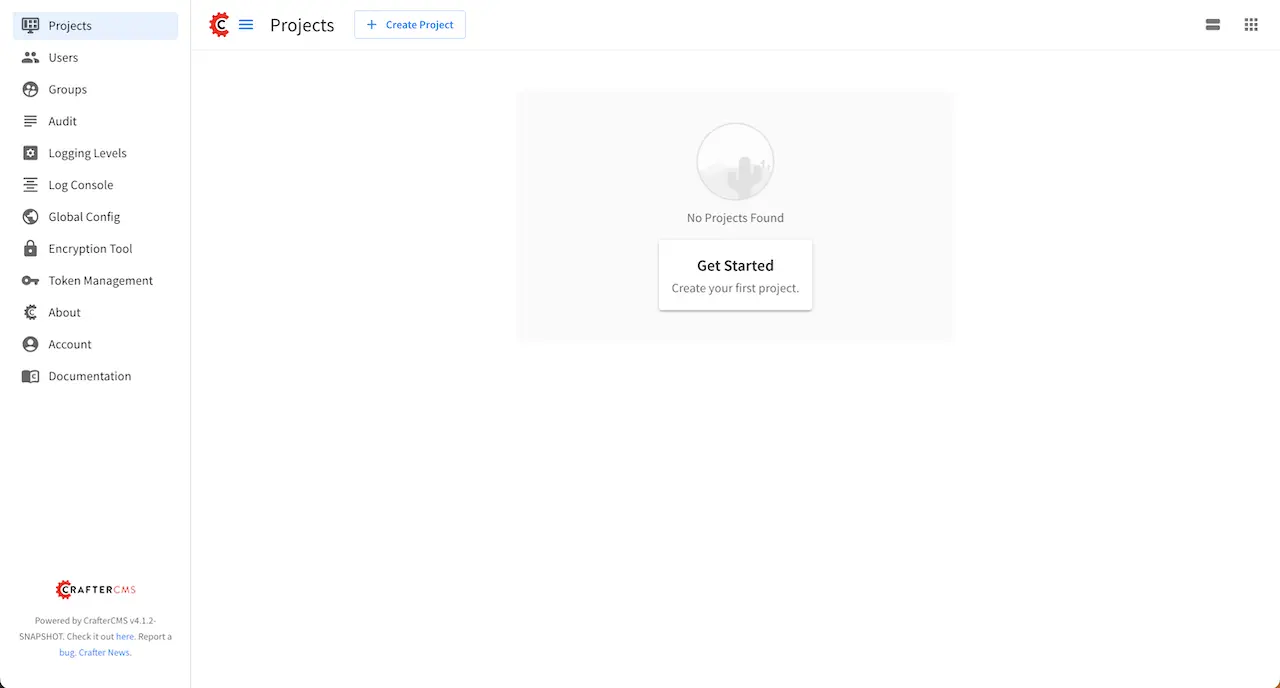 Projects
Users
Groups
Audit
Logging Levels
Log Console
Global Config
Encryption Tool
Token Management
About
Account
Documentation
CRAFTERCMS
Powered by CrafterCMS v4.1.2-
SNAPSHOT. Check it out here. Report a
bug. Crafter News.
Projects
Create Project
No Projects Found
Get Started
Create your first project.